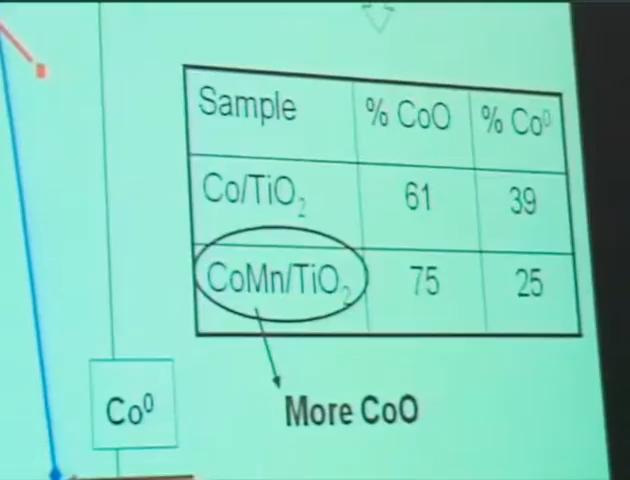 Sample % CoO % Co⁰
Co/TiO₂ 61 39
CoMn/TiO₂ 75 25
Co⁰
More CoO